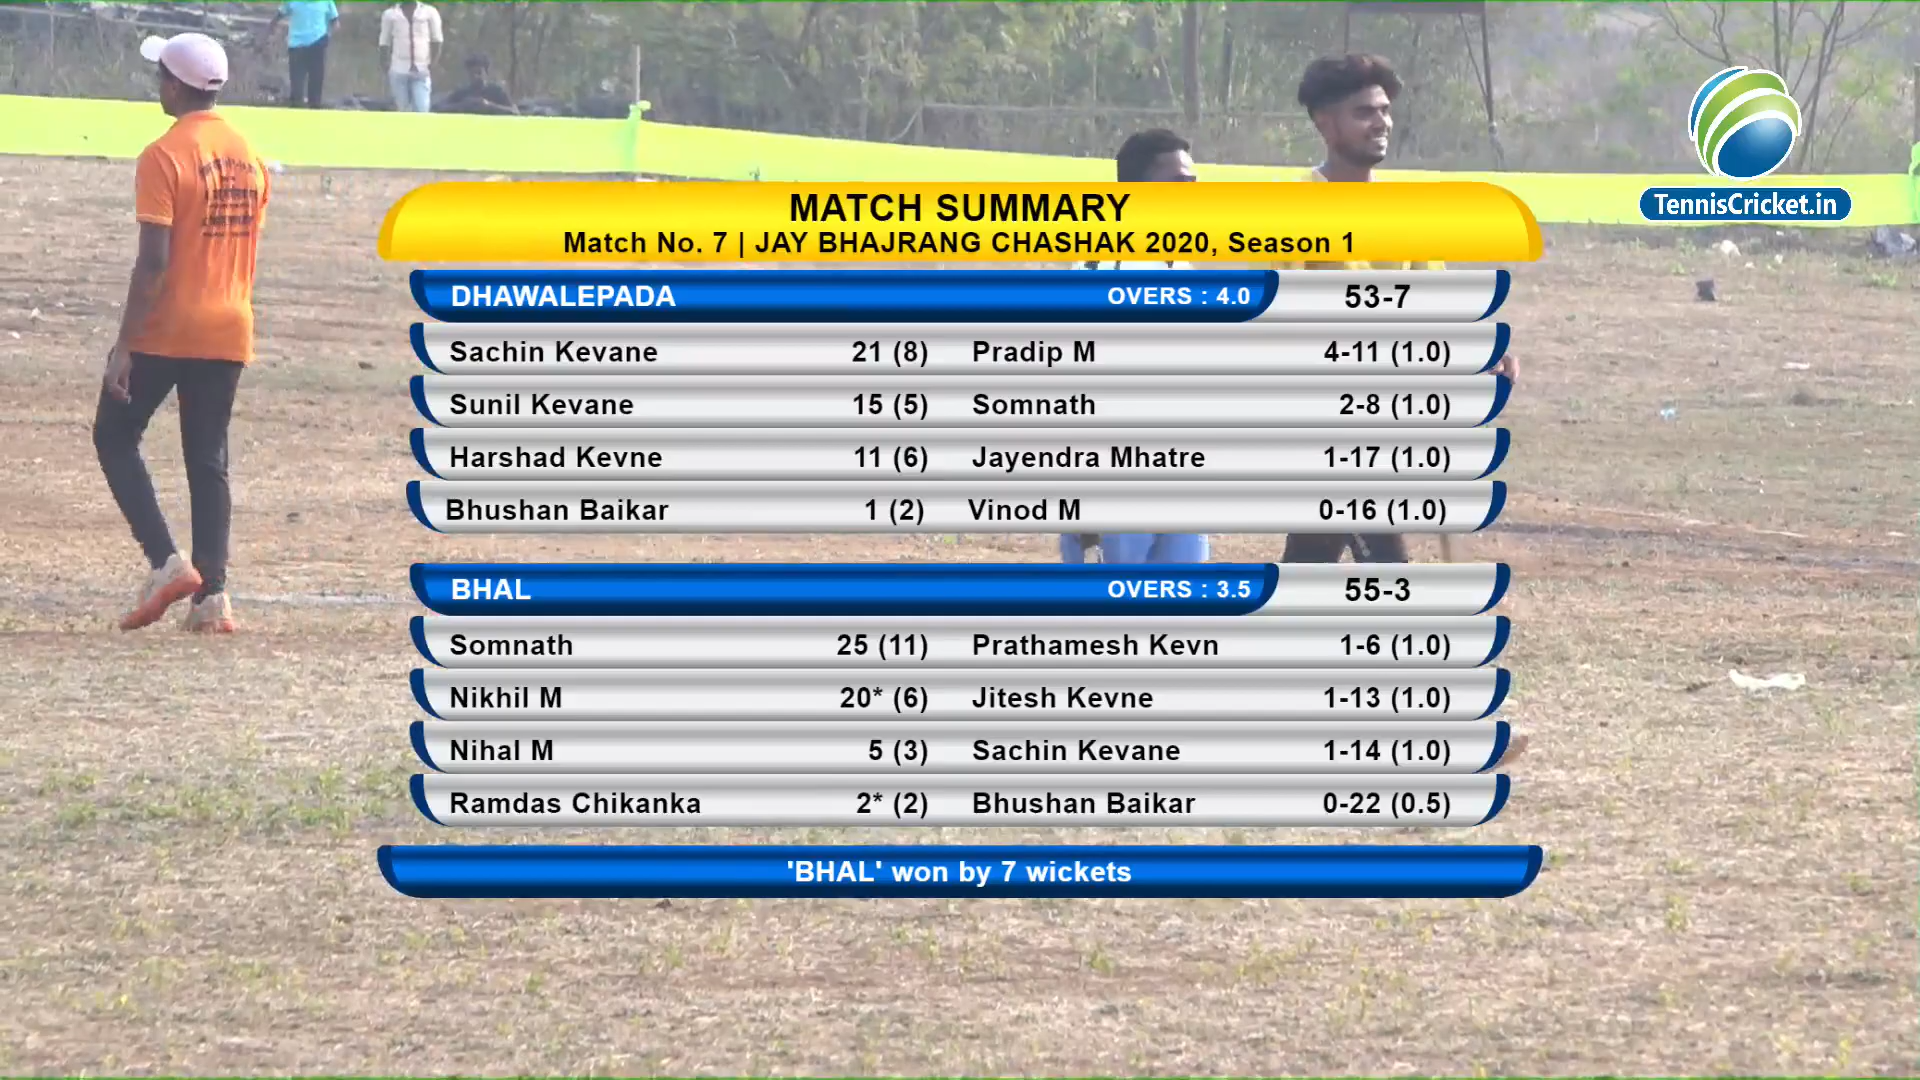 TennisCricket.in
MATCH SUMMARY
Match No. 7 | JAY BHAJRANG CHASHAK 2020, Season 1
DHAWALEPADA OVERS : 4.0 53-7
Sachin Kevane 21 (8) Pradip M 4-11 (1.0)
Sunil Kevane 15 (5) Somnath 2-8 (1.0)
Harshad Kevne 11 (6) Jayendra Mhatre 1-17 (1.0)
Bhushan Baikar 1 (2) Vinod M 0-16 (1.0)
BHAL OVERS : 3.5 55-3
Somnath 25 (11) Prathamesh Kevn 1-6 (1.0)
Nikhil M 20* (6) Jitesh Kevne 1-13 (1.0)
Nihal M 5 (3) Sachin Kevane 1-14 (1.0)
Ramdas Chikanka 2* (2) Bhushan Baikar 0-22 (0.5)
'BHAL' won by 7 wickets